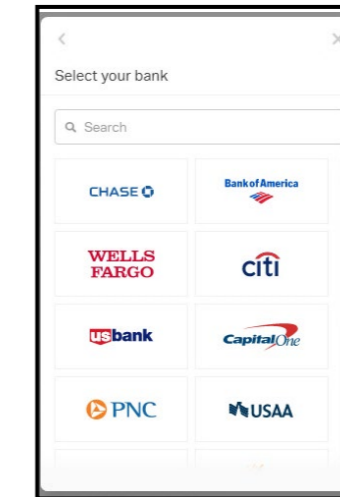 Select your bank
Search
CHASE
Bank of America
WELLS
FARGO
citi
usbank
Capital One
PNC
USAA